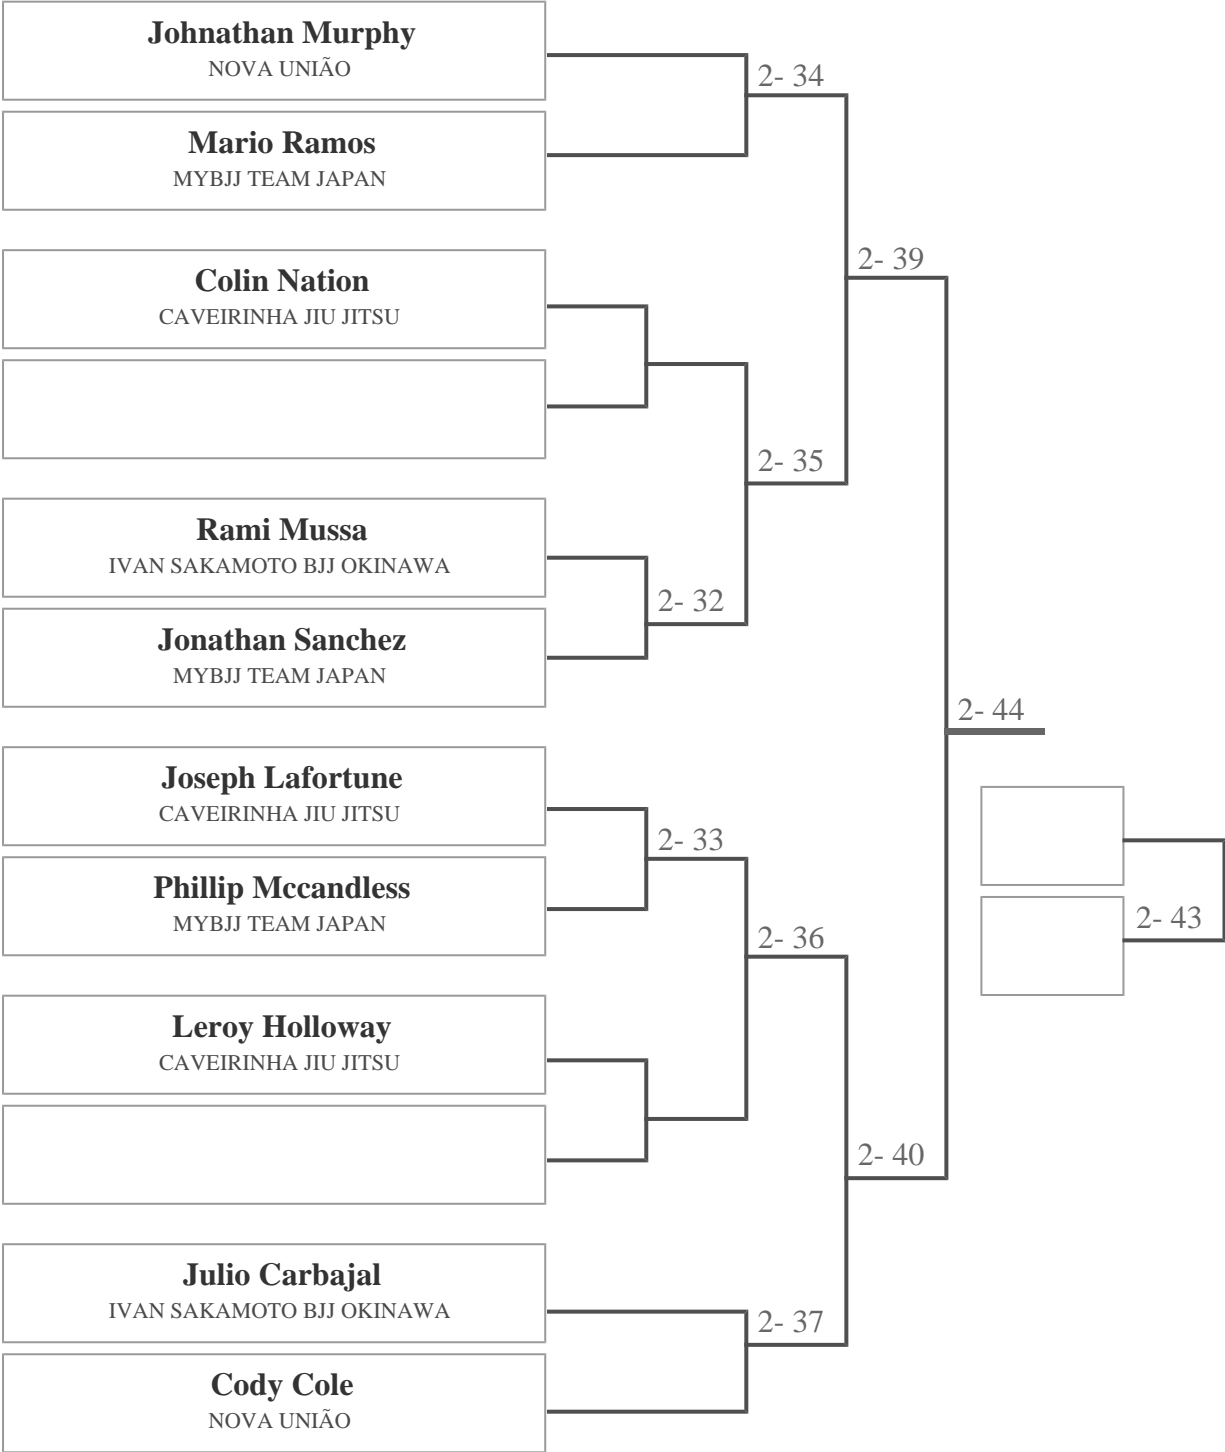 Johnathan Murphy
NOVA UNIÃO
2- 34
Mario Ramos
MYBJJ TEAM JAPAN
2- 39
Colin Nation
CAVEIRINHA JIU JITSU
2- 35
Rami Mussa
IVAN SAKAMOTO BJJ OKINAWA
2- 32
Jonathan Sanchez
MYBJJ TEAM JAPAN
2- 44
Joseph Lafortune
CAVEIRINHA JIU JITSU
2- 33
Phillip Mccandless
MYBJJ TEAM JAPAN
2- 43
2- 36
Leroy Holloway
CAVEIRINHA JIU JITSU
2- 40
Julio Carbajal
IVAN SAKAMOTO BJJ OKINAWA
2- 37
Cody Cole
NOVA UNIÃO